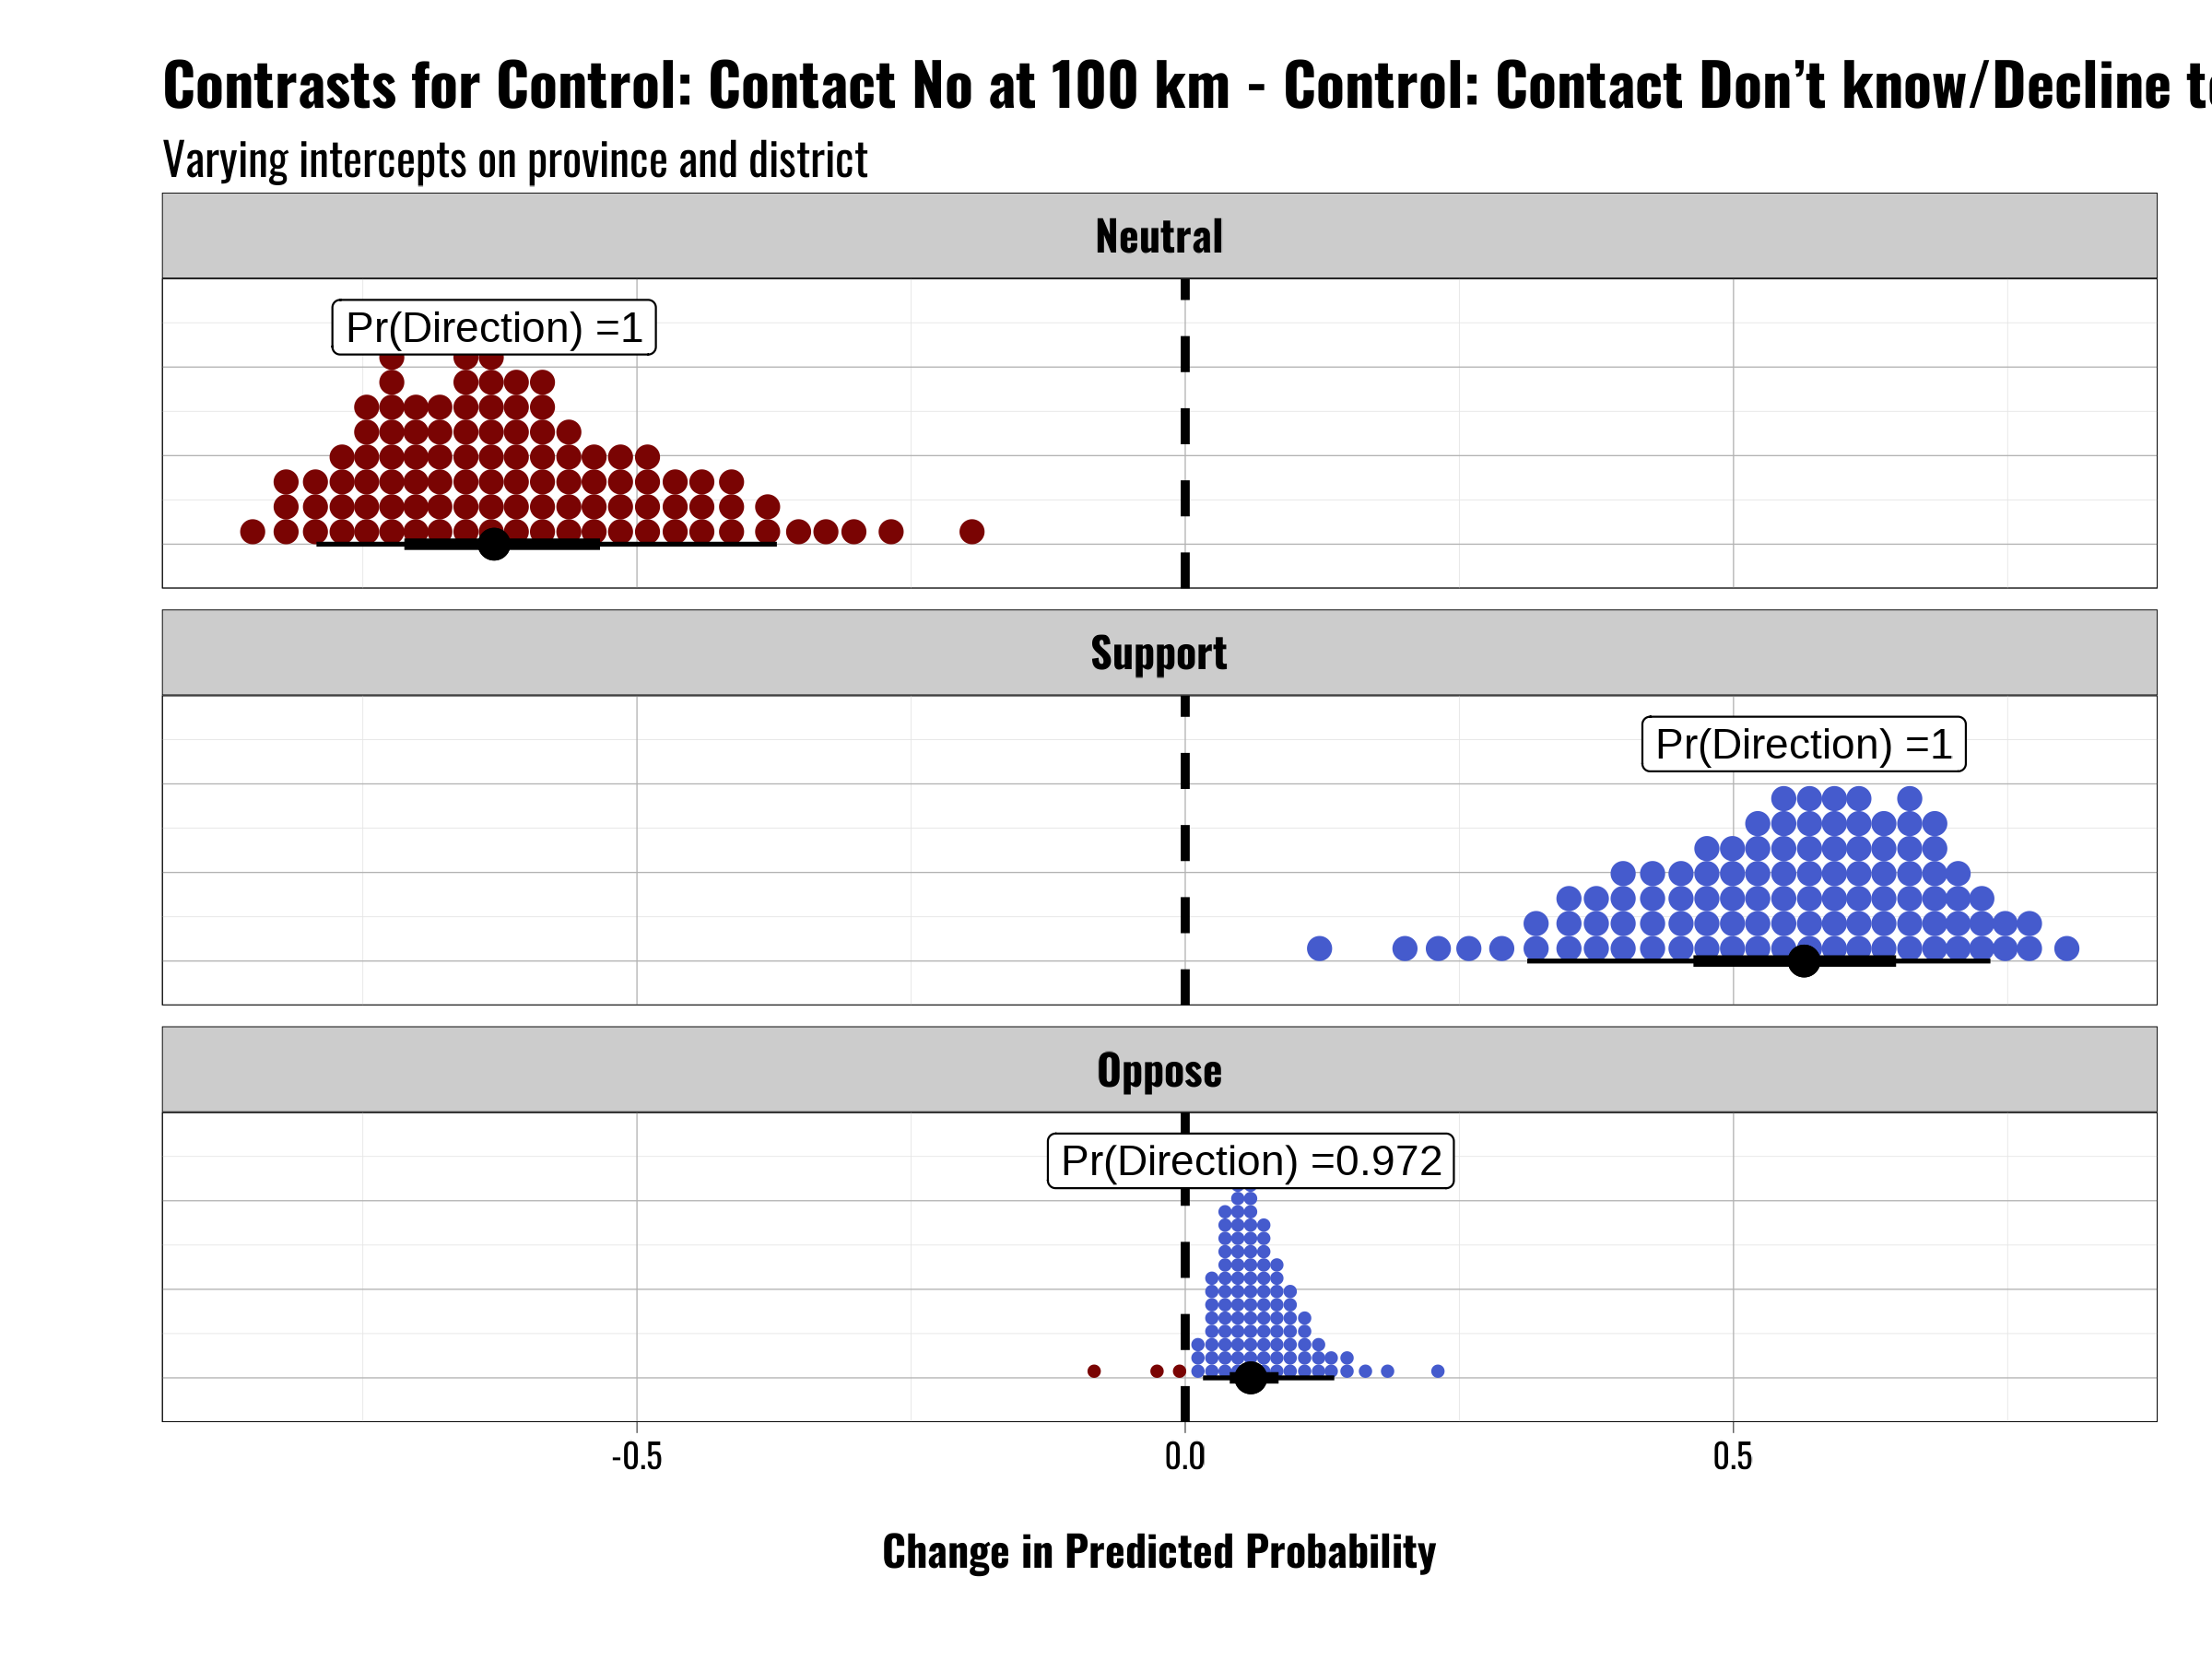 Contrasts for Control: Contact No at 100 km - Control: Contact Don’t know/Decline
Varying intercepts on province and district
Neutral
Pr(Direction) =1
Support
Pr(Direction) =1
Oppose
Pr(Direction) =0.972
-0.5 0.0 0.5
Change in Predicted Probability